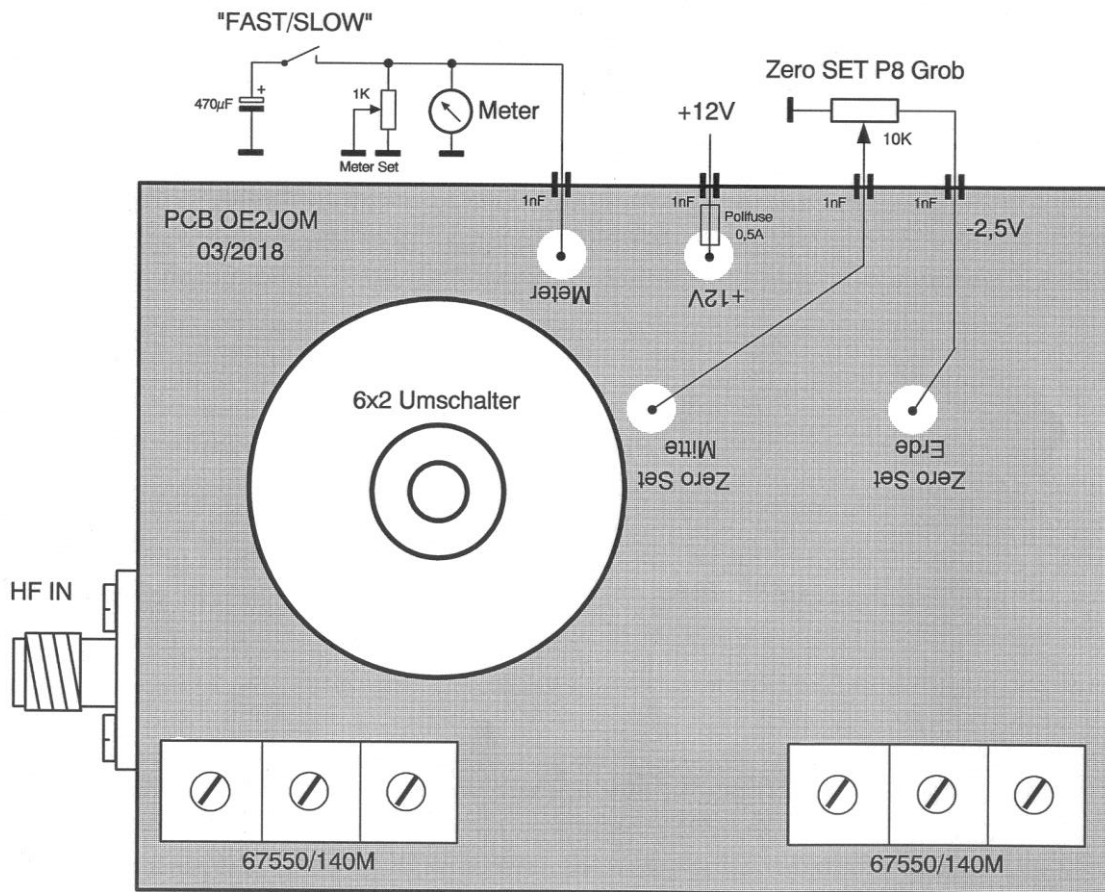 "FAST/SLOW"
Zero SET P8 Grob
+
470µF
1K
Meter
+12V
10K
Meter Set
1nF
1nF
1nF
1nF
PCB OE2JOM
03/2018
Polifuse
0,5A
-2,5V
Meter
+12V
6x2 Umschalter
Mitte
Zero Set
Erde
Zero Set
HF IN
67550/140M
67550/140M